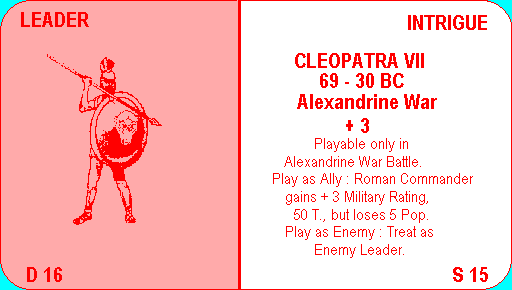 LEADER
INTRIGUE
CLEOPATRA VII
69 - 30 BC
Alexandrine War
+ 3
Playable only in
Alexandrine War Battle.
Play as Ally : Roman Commander
gains + 3 Military Rating,
50 T., but loses 5 Pop.
Play as Enemy : Treat as
Enemy Leader.
D 16
S 15